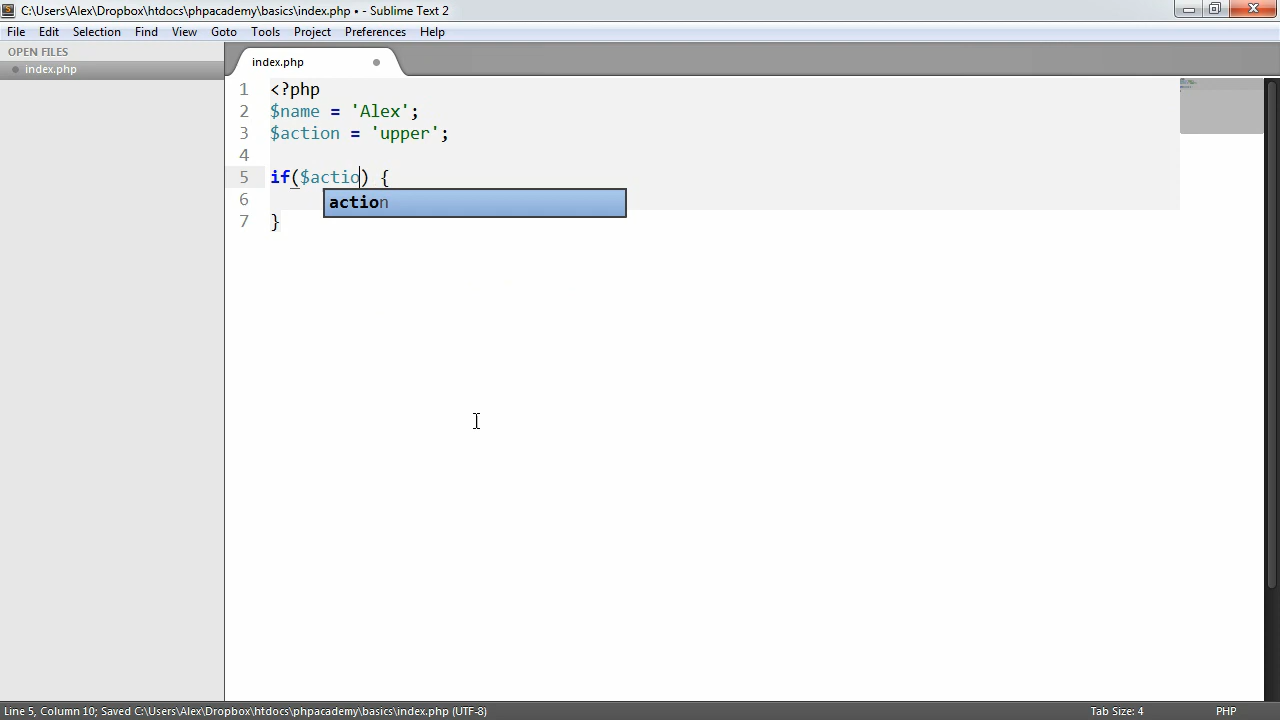 C:\Users\Alex\Dropbox\htdocs\phpacademy\basics\index.php • - Sublime Text 2
File Edit Selection Find View Goto Tools Project Preferences Help
OPEN FILES
index.php
index.php
1 <?php
2 $name = 'Alex';
3 $action = 'upper';
4
5 if($actio) {
action
6
7 }
Line 5, Column 10; Saved C:\Users\Alex\Dropbox\htdocs\phpacademy\basics\index.php (UTF-8)
Tab Size: 4
PHP